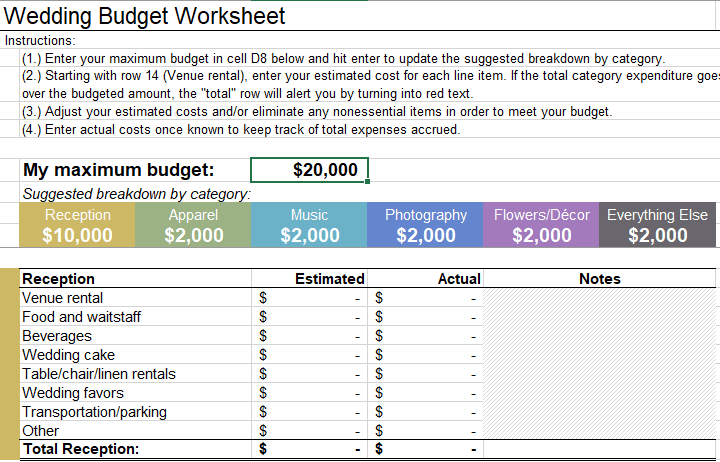 Wedding Budget Worksheet
Instructions:
(1.) Enter your maximum budget in cell D8 below and hit enter to update the suggested breakdown by category.
(2.) Starting with row 14 (Venue rental), enter your estimated cost for each line item. If the total category expenditure goes
over the budgeted amount, the "total" row will alert you by turning into red text.
(3.) Adjust your estimated costs and/or eliminate any nonessential items in order to meet your budget.
(4.) Enter actual costs once known to keep track of total expenses accrued.
My maximum budget: $20,000
Suggested breakdown by category:
Reception Apparel Music Photography Flowers/Décor Everything Else
$10,000 $2,000 $2,000 $2,000 $2,000 $2,000
Reception Estimated Actual Notes
Venue rental $ - $ -
Food and waitstaff $ - $ -
Beverages $ - $ -
Wedding cake $ - $ -
Table/chair/linen rentals $ - $ -
Wedding favors $ - $ -
Transportation/parking $ - $ -
Other $ - $ -
Total Reception: $ - $ -